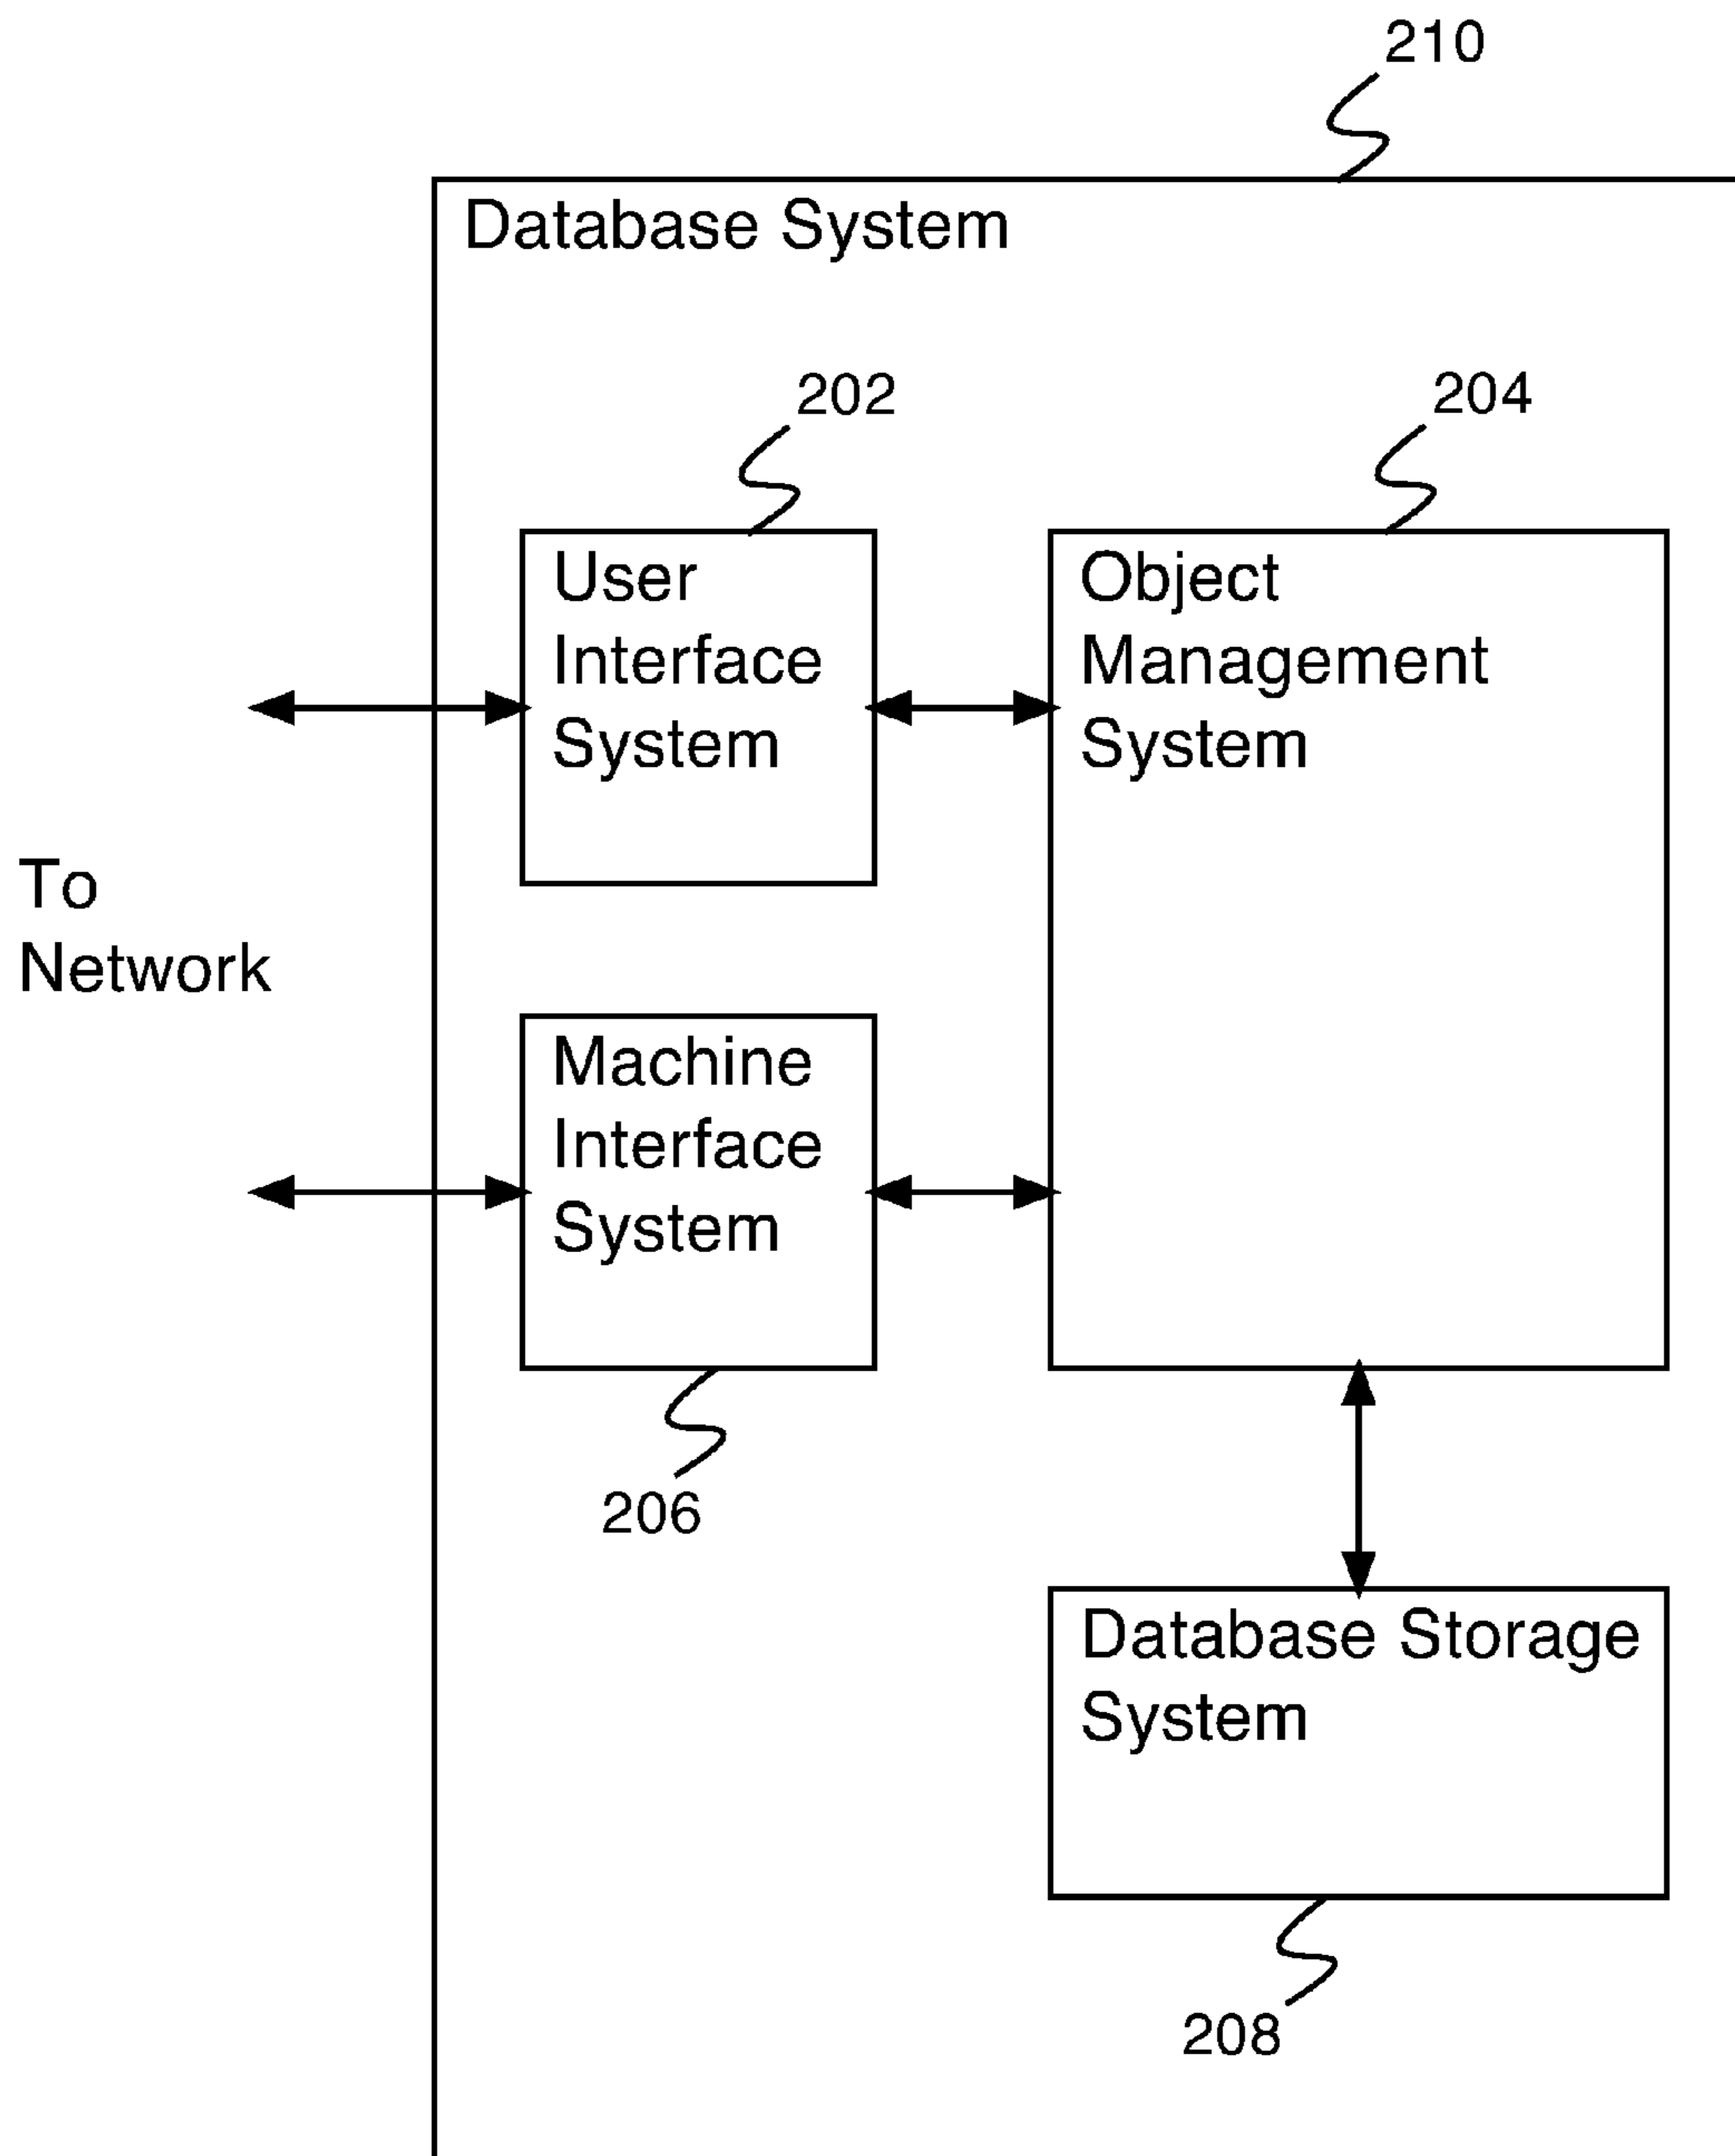 210
Database System
202
204
User
Interface
System
Object
Management
System
To
Network
Machine
Interface
System
206
Database Storage
System
208